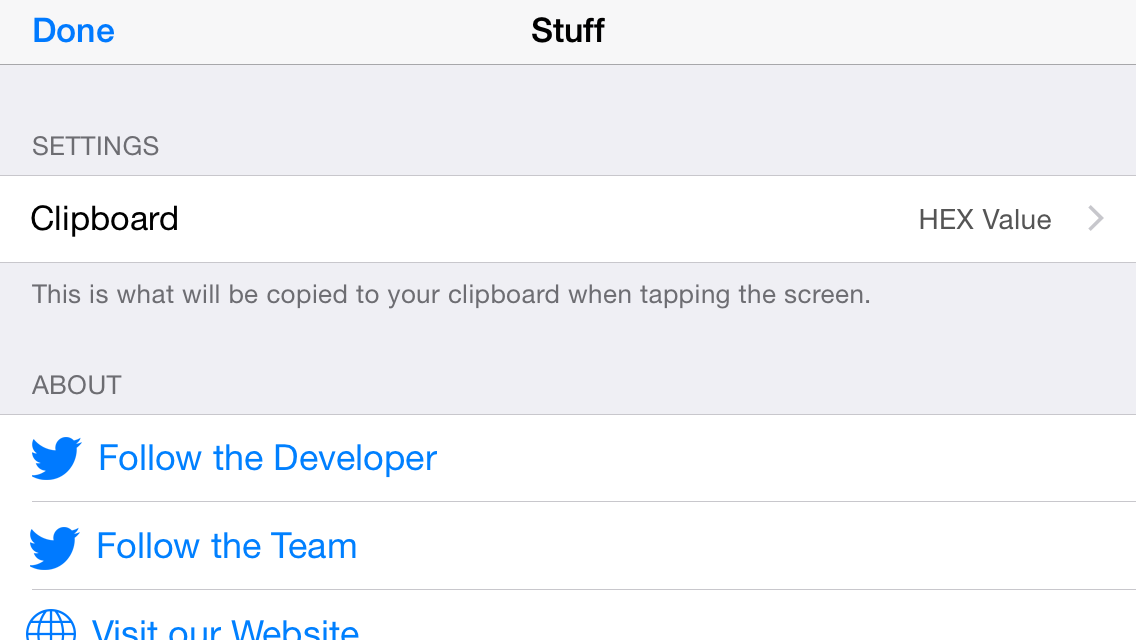 Done
Stuff
SETTINGS
Clipboard
HEX Value
This is what will be copied to your clipboard when tapping the screen.
ABOUT
Follow the Developer
Follow the Team
Visit our Website